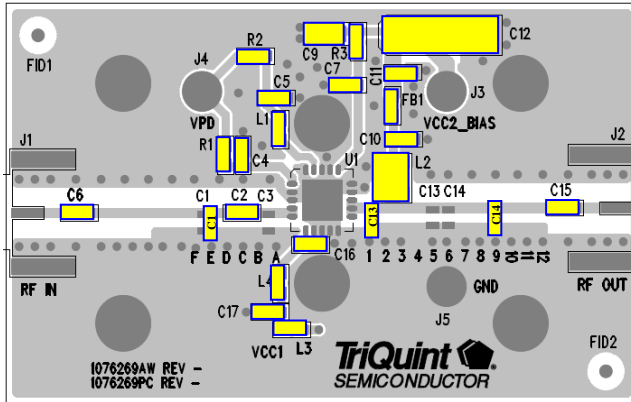 FID1
J4
R2
C9
R3
C12
C7
C11
C5
J3
VPD
L1
FB1
VCC2_BIAS
J1
R1
C4
C10
U1
L2
J2
C6
C1
C2
C3
C13
C14
C15
C1
C13
C14
F E D C B A
1 2 3 4 5 6 7 8 9 10 11 12
C16
RF IN
L4
GND
RF OUT
C17
J5
VCC1
L3
FID2
TriQuint
SEMICONDUCTOR
1076269AW REV -
1076269PC REV -